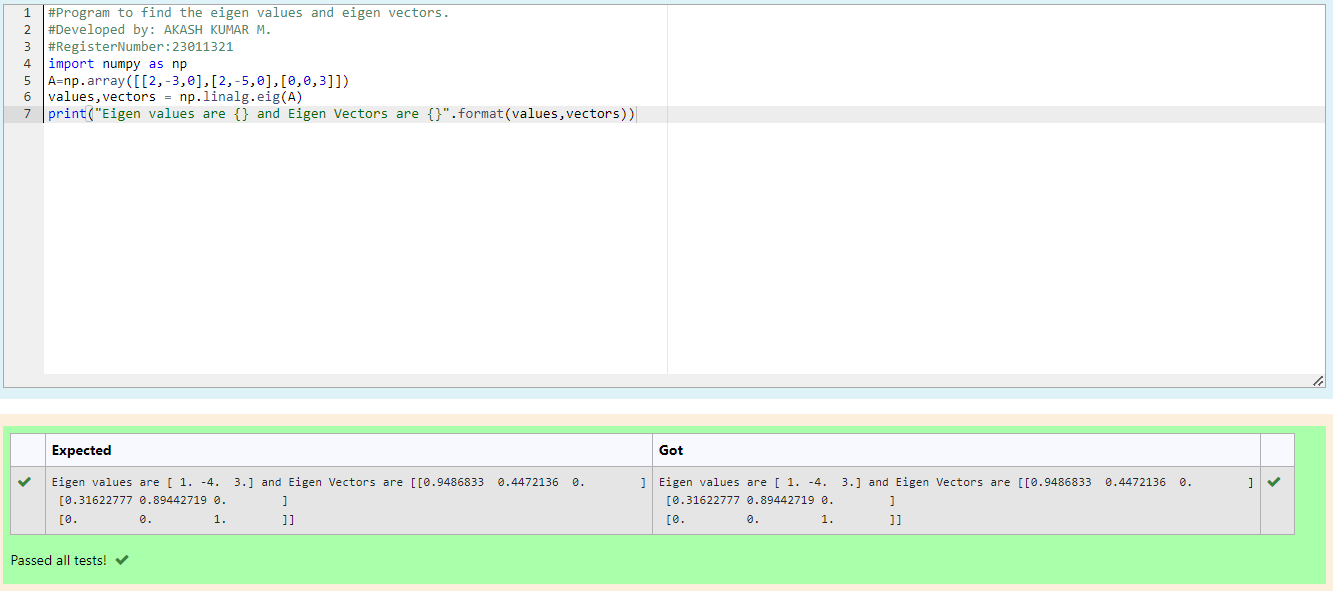 1 #Program to find the eigen values and eigen vectors.
2 #Developed by: AKASH KUMAR M.
3 #RegisterNumber:23011321
4 import numpy as np
5 A=np.array([[2,-3,0],[2,-5,0],[0,0,3]])
6 values,vectors = np.linalg.eig(A)
7 print("Eigen values are {} and Eigen Vectors are {}".format(values,vectors))
Expected Got
Eigen values are [ 1. -4.  3.] and Eigen Vectors are [[0.9486833  0.4472136  0.        ] Eigen values are [ 1. -4.  3.] and Eigen Vectors are [[0.9486833  0.4472136  0.        ]
[0.31622777 0.89442719 0.        ] [0.31622777 0.89442719 0.        ]
[0.         0.         1.        ]] [0.         0.         1.        ]]
Passed all tests!